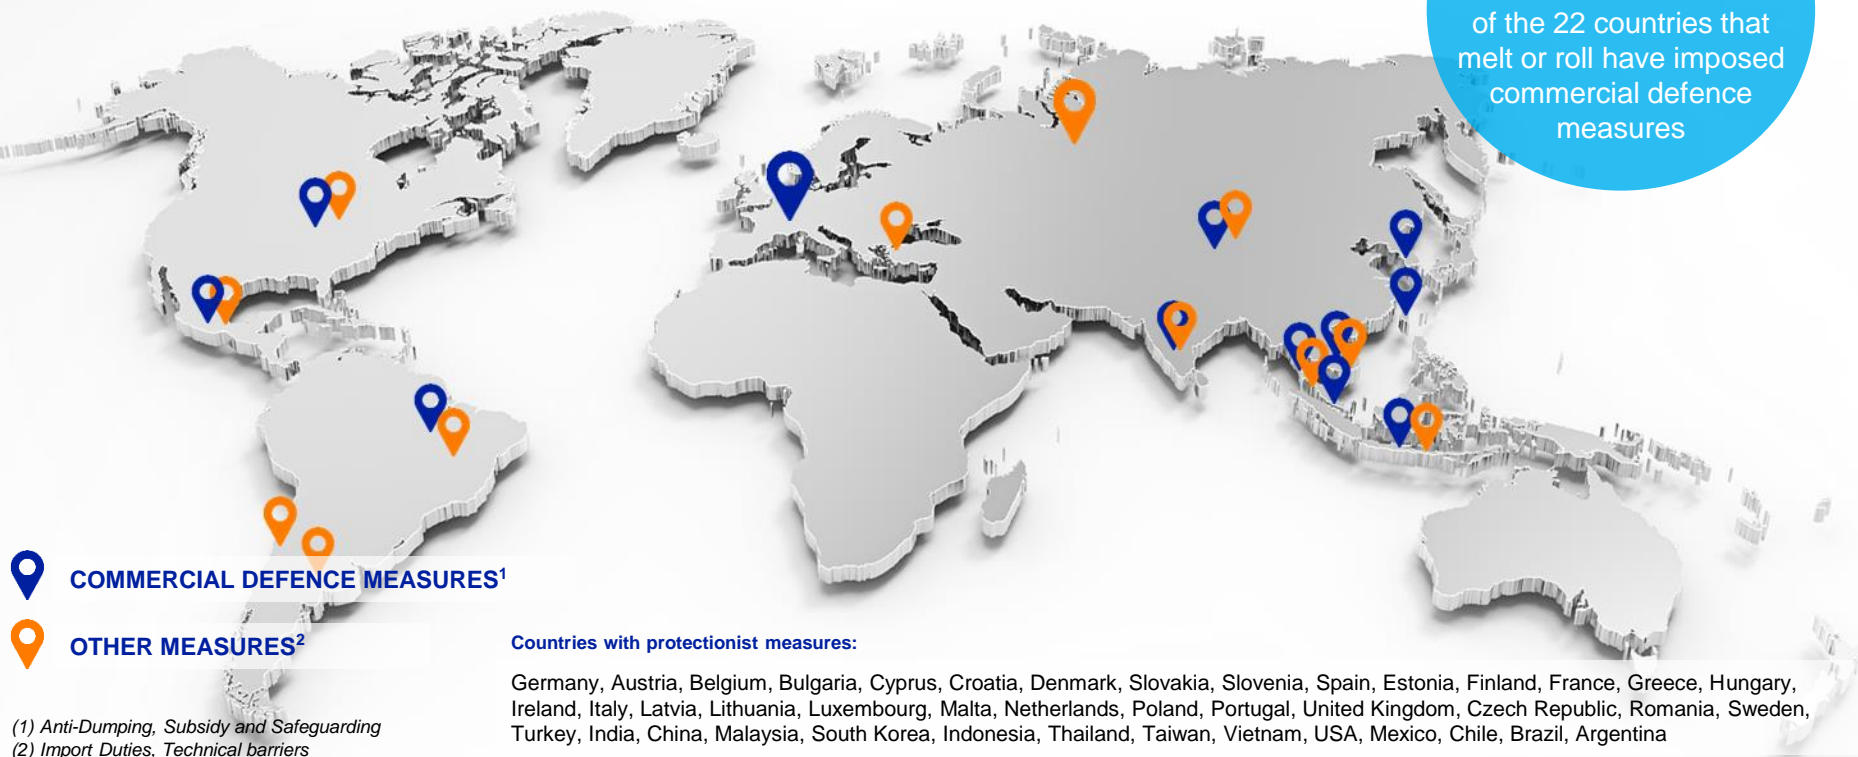 of the 22 countries that
melt or roll have imposed
commercial defence
measures
COMMERCIAL DEFENCE MEASURES1
OTHER MEASURES2
(1) Anti-Dumping, Subsidy and Safeguarding
(2) Import Duties, Technical barriers
Countries with protectionist measures:
Germany, Austria, Belgium, Bulgaria, Cyprus, Croatia, Denmark, Slovakia, Slovenia, Spain, Estonia, Finland, France, Greece, Hungary,
Ireland, Italy, Latvia, Lithuania, Luxembourg, Malta, Netherlands, Poland, Portugal, United Kingdom, Czech Republic, Romania, Sweden,
Turkey, India, China, Malaysia, South Korea, Indonesia, Thailand, Taiwan, Vietnam, USA, Mexico, Chile, Brazil, Argentina